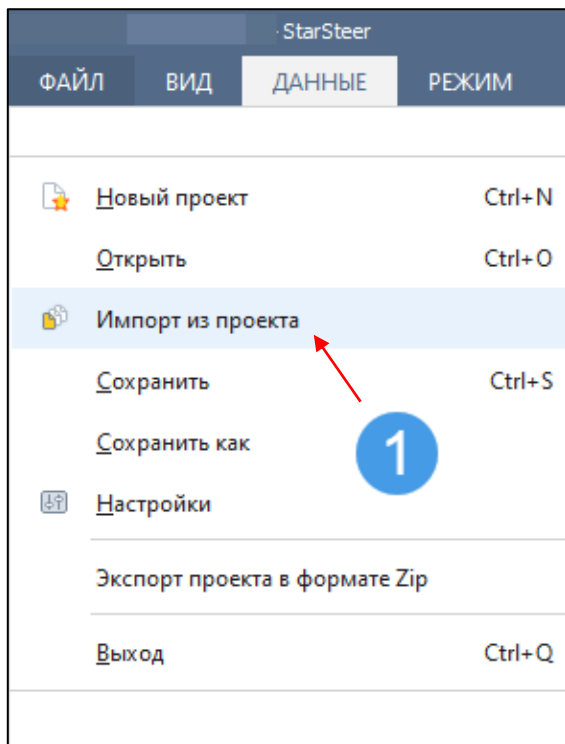 - StarSteer
ФАЙЛ ВИД ДАННЫЕ РЕЖИМ
Новый проект Ctrl+N
Открыть Ctrl+O
Импорт из проекта
Сохранить Ctrl+S
Сохранить как
1
Настройки
Экспорт проекта в формате Zip
Выход Ctrl+Q